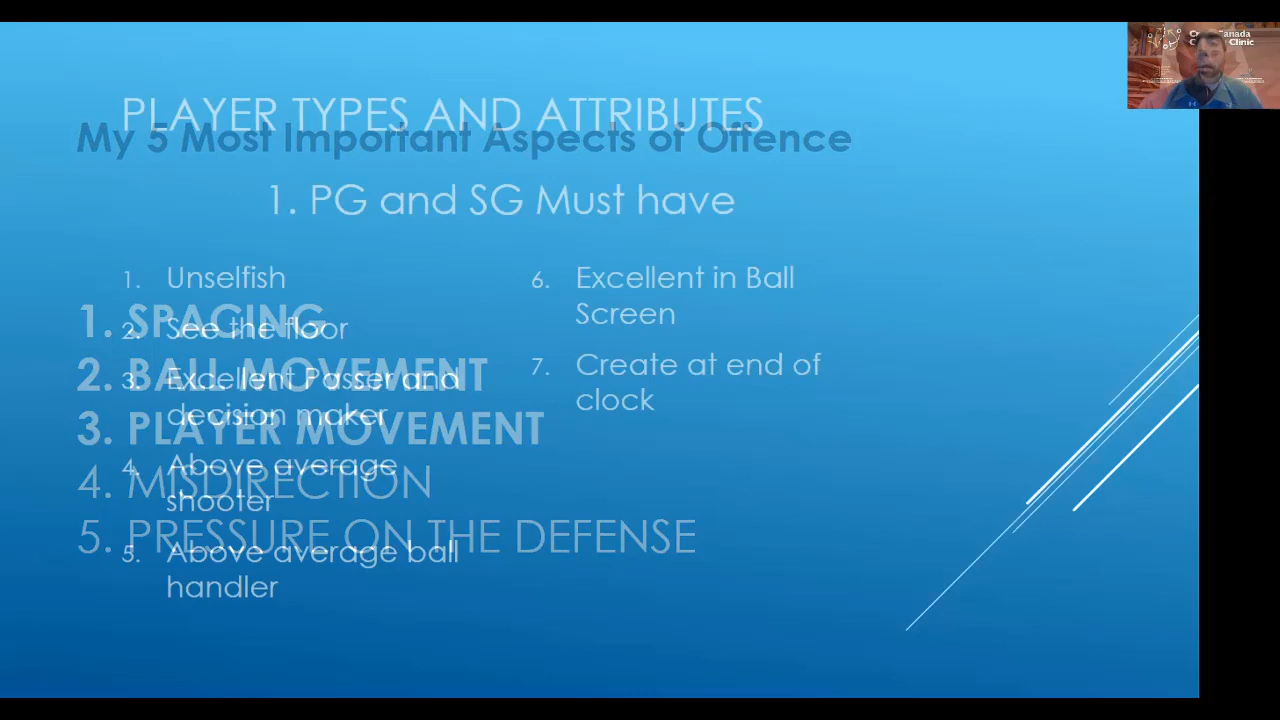 PLAYER TYPES AND ATTRIBUTES
My 5 Most Important Aspects of Offence
1. PG and SG Must have
1. Unselfish
2. See the floor
3. Excellent Passer and
decision maker
4. Above average
shooter
5. Above average ball
handler
6. Excellent in Ball
Screen
7. Create at end of
clock
1. SPACING
2. BALL MOVEMENT
3. PLAYER MOVEMENT
4. MISDIRECTION
5. PRESSURE ON THE DEFENSE
Canada
Clinic